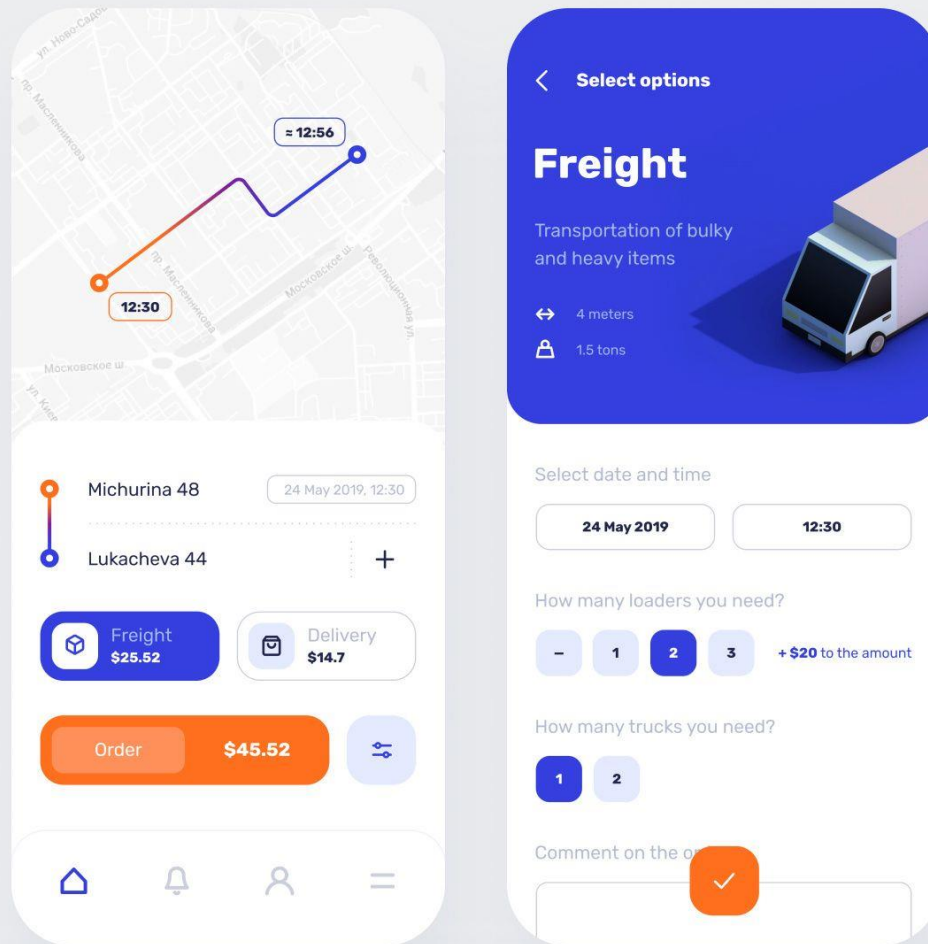 ул. Ново-Садо
пр. Масленникова
≈ 12:56
12:30
пр. Масленникова
Московское ш.
Революционная ул.
Московское ш
ул. Кие
Michurina 48
24 May 2019, 12:30
Lukacheva 44
+
Freight
$25.52
Delivery
$14.7
Order
$45.52
Select options
Freight
Transportation of bulky
and heavy items
4 meters
1.5 tons
Select date and time
24 May 2019
12:30
How many loaders you need?
– 1 2 3 + $20 to the amount
How many trucks you need?
1 2
Comment on the or